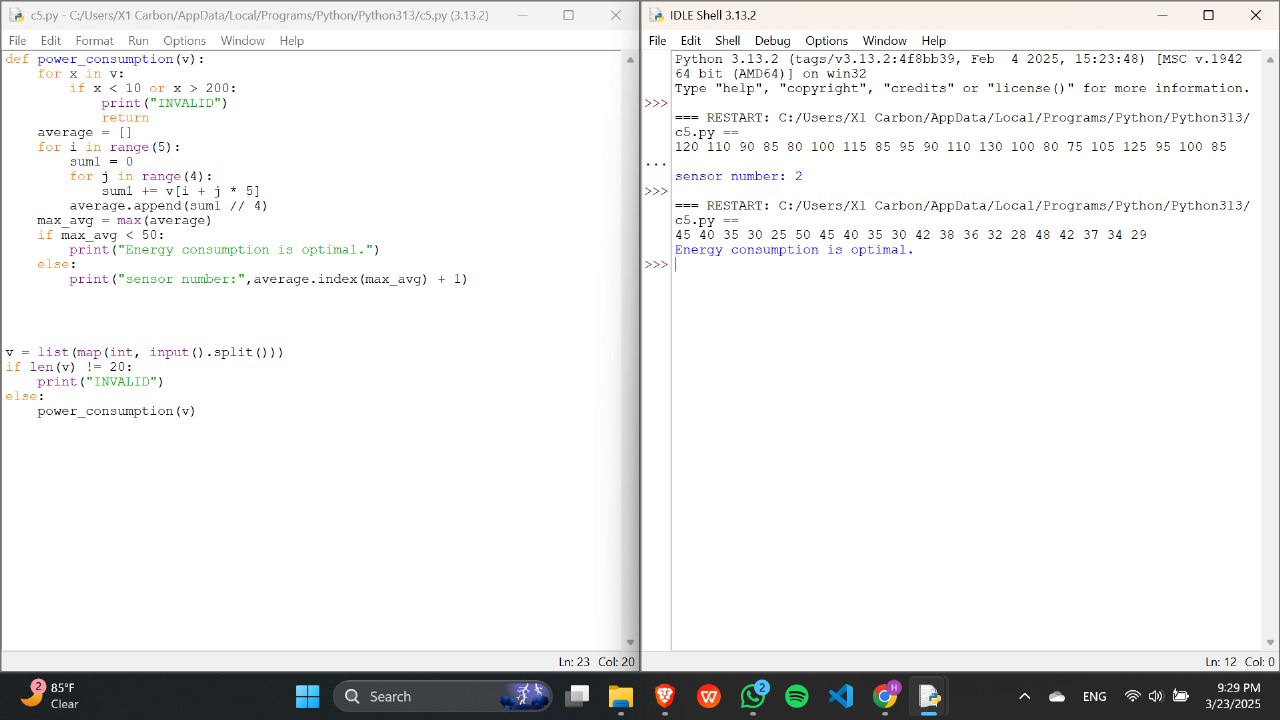 c5.py - C:/Users/X1 Carbon/AppData/Local/Programs/Python/Python313/c5.py (3.13.2)
File Edit Format Run Options Window Help
def power_consumption(v):
    for x in v:
        if x < 10 or x > 200:
            print("INVALID")
            return
    average = []
    for i in range(5):
        sum1 = 0
        for j in range(4):
            sum1 += v[i + j * 5]
        average.append(sum1 // 4)
    max_avg = max(average)
    if max_avg < 50:
        print("Energy consumption is optimal.")
    else:
        print("sensor number:",average.index(max_avg) + 1)
v = list(map(int, input().split()))
if len(v) != 20:
    print("INVALID")
else:
    power_consumption(v)
Ln: 23 Col: 20
IDLE Shell 3.13.2
File Edit Shell Debug Options Window Help
Python 3.13.2 (tags/v3.13.2:4f8bb39, Feb  4 2025, 15:23:48) [MSC v.1942
64 bit (AMD64)] on win32
Type "help", "copyright", "credits" or "license()" for more information.
>>>
=== RESTART: C:/Users/X1 Carbon/AppData/Local/Programs/Python/Python313/
c5.py ==
120 110 90 85 80 100 115 85 95 90 110 130 100 80 75 105 125 95 100 85
...
sensor number: 2
>>>
=== RESTART: C:/Users/X1 Carbon/AppData/Local/Programs/Python/Python313/
c5.py ==
45 40 35 30 25 50 45 40 35 30 42 38 36 32 28 48 42 37 34 29
Energy consumption is optimal.
>>>
Ln: 12 Col: 0
2
85°F
Clear
Search
W
2
H
ENG
9:29 PM
3/23/2025